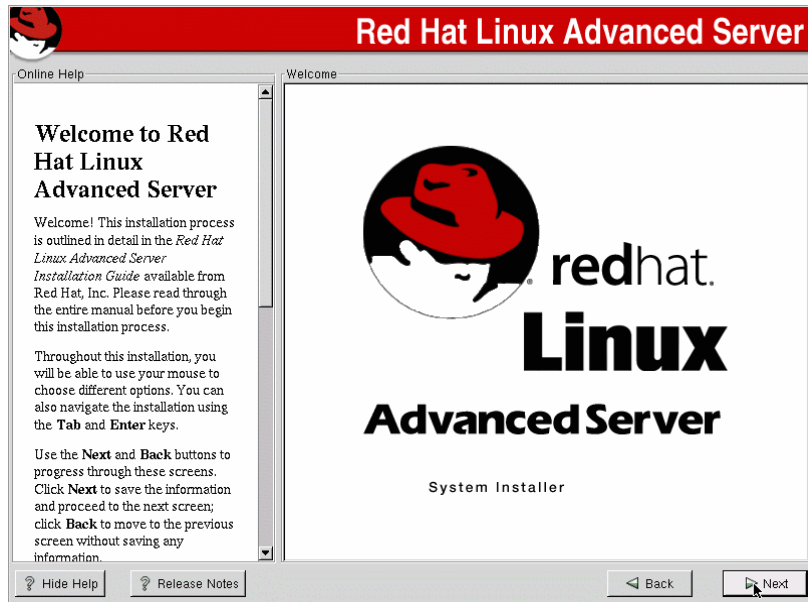 Red Hat Linux Advanced Server
Online Help
Welcome to Red
Hat Linux
Advanced Server
Welcome! This installation process
is outlined in detail in the Red Hat
Linux Advanced Server
Installation Guide available from
Red Hat, Inc. Please read through
the entire manual before you begin
this installation process.
Throughout this installation, you
will be able to use your mouse to
choose different options. You can
also navigate the installation using
the Tab and Enter keys.
Use the Next and Back buttons to
progress through these screens.
Click Next to save the information
and proceed to the next screen;
click Back to move to the previous
screen without saving any
information.
Welcome
redhat.
Linux
Advanced Server
System Installer
? Hide Help
? Release Notes
Back
Next